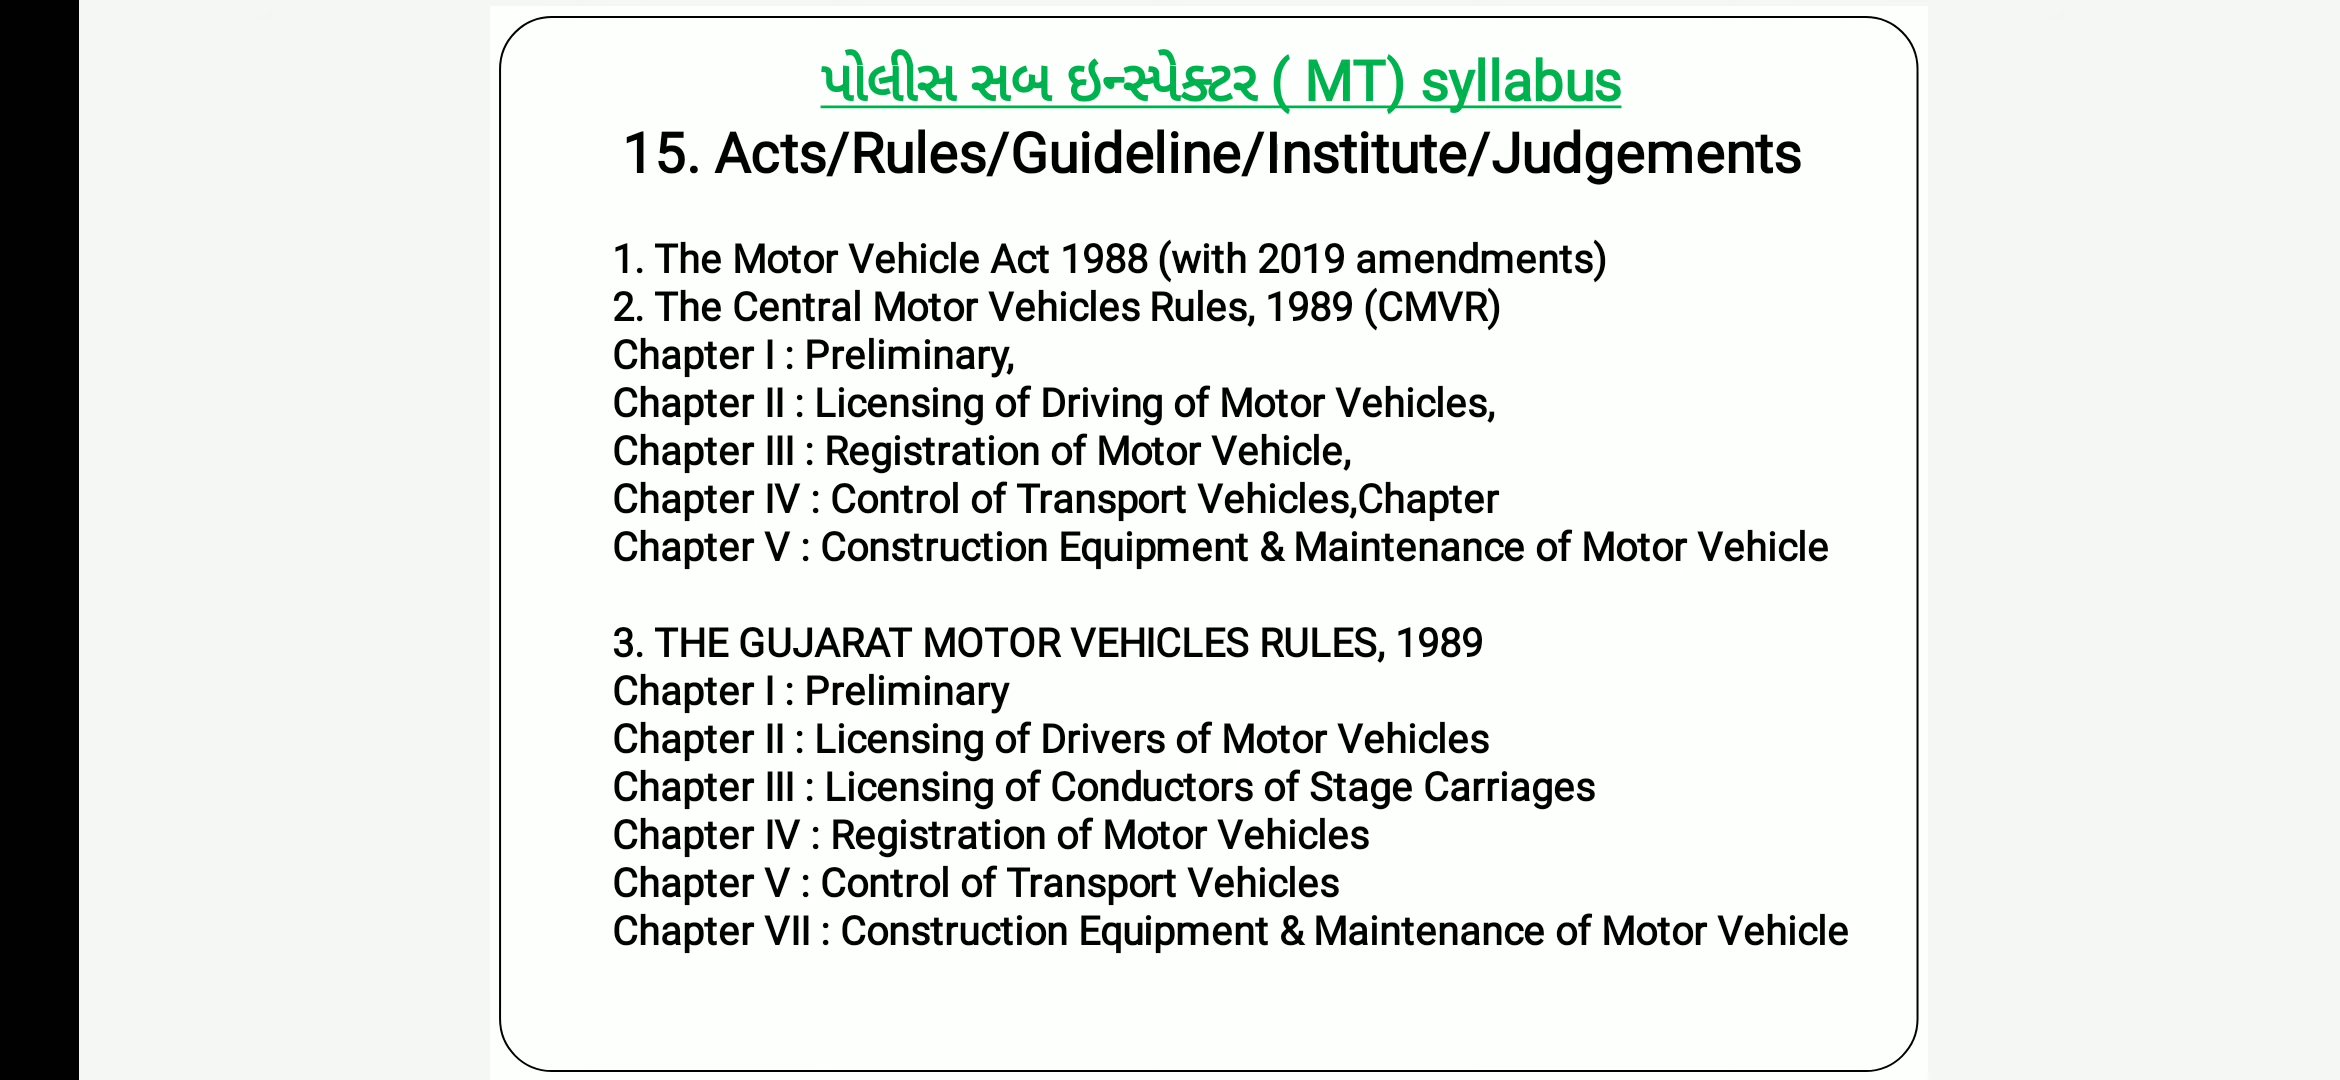 પોલીસ સબ ઇન્સ્પેક્ટર ( MT) syllabus
15. Acts/Rules/Guideline/Institute/Judgements
1. The Motor Vehicle Act 1988 (with 2019 amendments)
2. The Central Motor Vehicles Rules, 1989 (CMVR)
Chapter I : Preliminary,
Chapter II : Licensing of Driving of Motor Vehicles,
Chapter III : Registration of Motor Vehicle,
Chapter IV : Control of Transport Vehicles,Chapter
Chapter V : Construction Equipment & Maintenance of Motor Vehicle
3. THE GUJARAT MOTOR VEHICLES RULES, 1989
Chapter I : Preliminary
Chapter II : Licensing of Drivers of Motor Vehicles
Chapter III : Licensing of Conductors of Stage Carriages
Chapter IV : Registration of Motor Vehicles
Chapter V : Control of Transport Vehicles
Chapter VII : Construction Equipment & Maintenance of Motor Vehicle